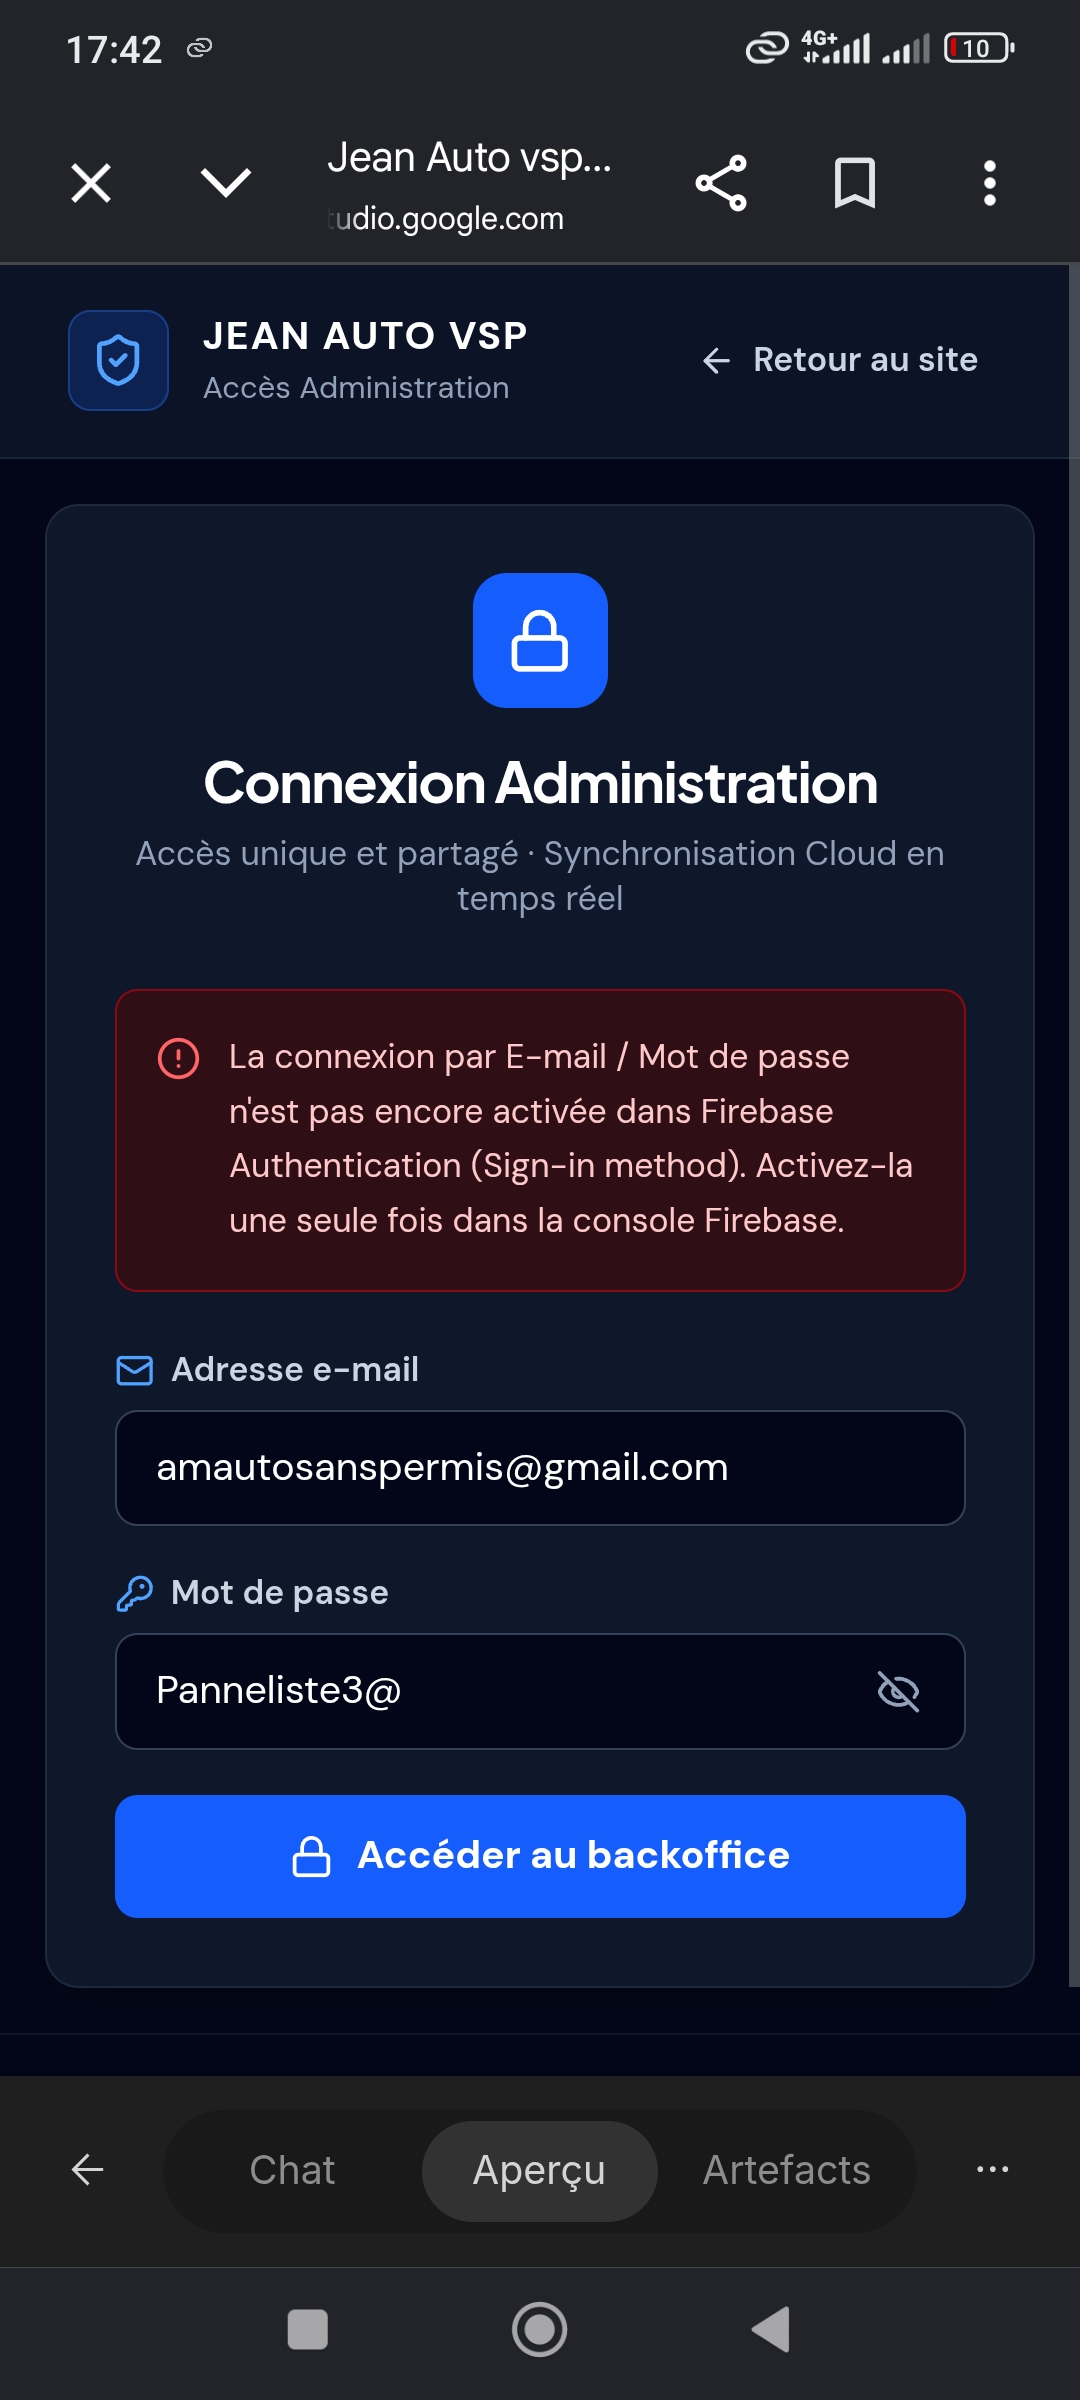 17:42
4G+
10
Jean Auto vsp...
udio.google.com
JEAN AUTO VSP
Accès Administration
← Retour au site
Connexion Administration
Accès unique et partagé · Synchronisation Cloud en
temps réel
La connexion par E-mail / Mot de passe
n'est pas encore activée dans Firebase
Authentication (Sign-in method). Activez-la
une seule fois dans la console Firebase.
Adresse e-mail
amautosanspermis@gmail.com
Mot de passe
Panneliste3@
Accéder au backoffice
Chat
Aperçu
Artefacts